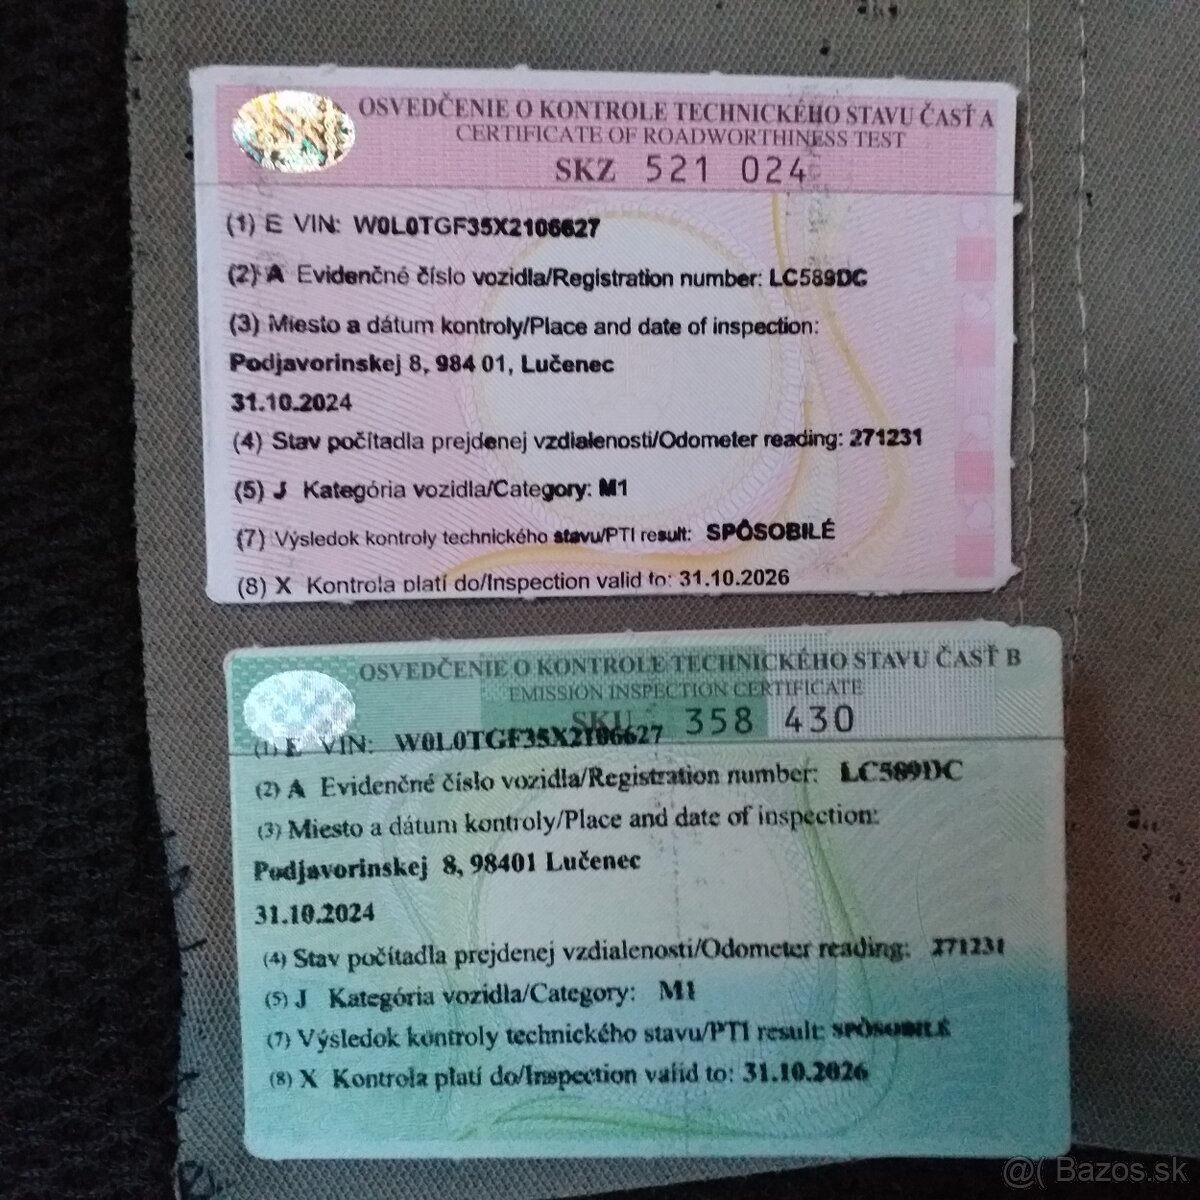 OSVEDČENIE O KONTROLE TECHNICKÉHO STAVU ČASŤ A
CERTIFICATE OF ROADWORTHINESS TEST
SKZ 521 024
(1) E VIN: W0L0TGF35X2106627
(2) A Evidenčné číslo vozidla/Registration number: LC589DC
(3) Miesto a dátum kontroly/Place and date of inspection:
Podjavorinskej 8, 984 01, Lučenec
31.10.2024
(4) Stav počítadla prejdenej vzdialenosti/Odometer reading: 271231
(5) J Kategória vozidla/Category: M1
(7) Výsledok kontroly technického stavu/PTI result: SPÔSOBILÉ
(8) X Kontrola platí do/Inspection valid to: 31.10.2026
OSVEDČENIE O KONTROLE TECHNICKÉHO STAVU ČASŤ B
EMISSION INSPECTION CERTIFICATE
SKU 358 430
(1) E VIN: W0L0TGF35X2106627
(2) A Evidenčné číslo vozidla/Registration number: LC589DC
(3) Miesto a dátum kontroly/Place and date of inspection:
Podjavorinskej 8, 98401 Lučenec
31.10.2024
(4) Stav počítadla prejdenej vzdialenosti/Odometer reading: 271231
(5) J Kategória vozidla/Category: M1
(7) Výsledok kontroly technického stavu/PTI result: SPÔSOBILÉ
(8) X Kontrola platí do/Inspection valid to: 31.10.2026
@( Bazos.sk